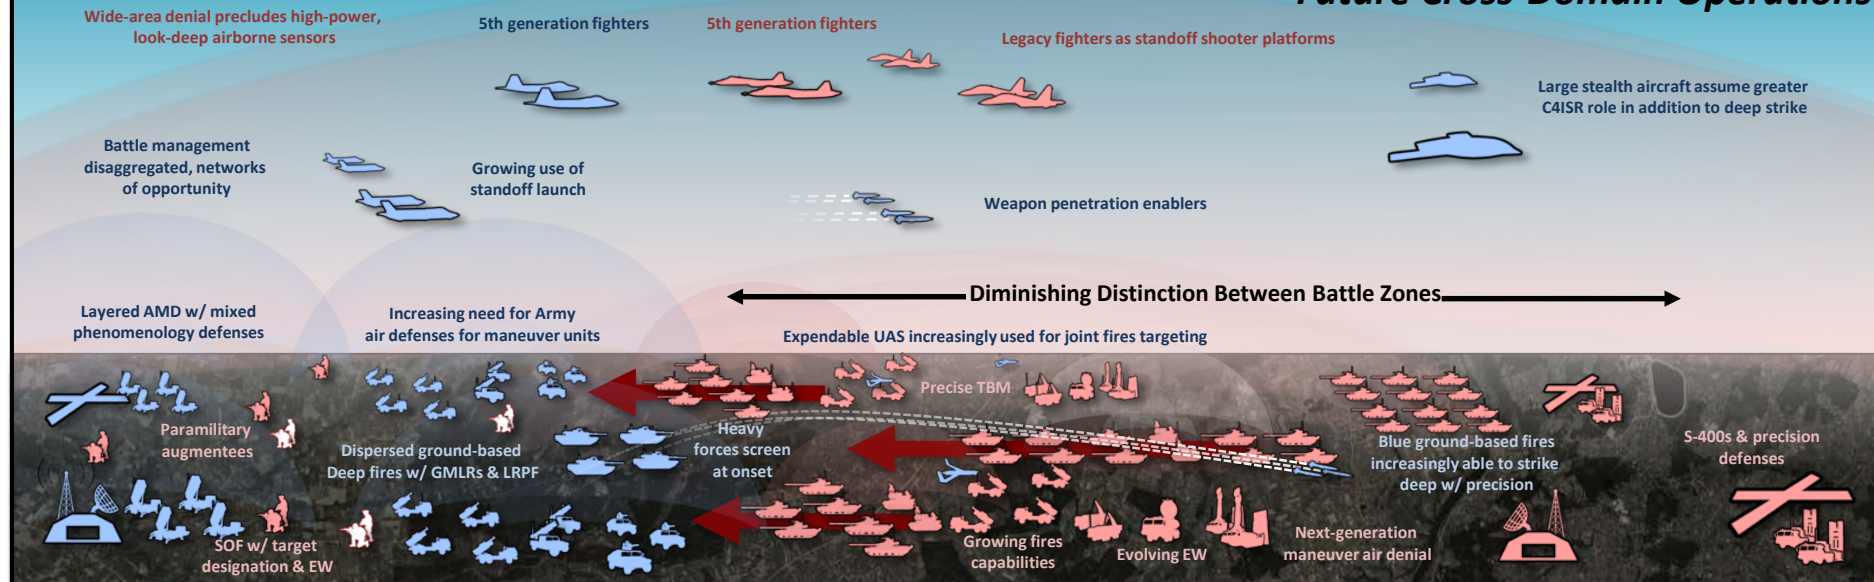 Future Cross-Domain Operations
Wide-area denial precludes high-power,
look-deep airborne sensors
5th generation fighters
5th generation fighters
Legacy fighters as standoff shooter platforms
Large stealth aircraft assume greater
C4ISR role in addition to deep strike
Battle management
disaggregated, networks
of opportunity
Growing use of
standoff launch
Weapon penetration enablers
Diminishing Distinction Between Battle Zones
Layered AMD w/ mixed
phenomenology defenses
Increasing need for Army
air defenses for maneuver units
Expendable UAS increasingly used for joint fires targeting
Precise TBM
Paramilitary
augmentees
Dispersed ground-based
Deep fires w/ GMLRs & LRPF
Heavy
forces screen
at onset
Blue ground-based fires
increasingly able to strike
deep w/ precision
S-400s & precision
defenses
SOF w/ target
designation & EW
Growing fires
capabilities
Evolving EW
Next-generation
maneuver air denial